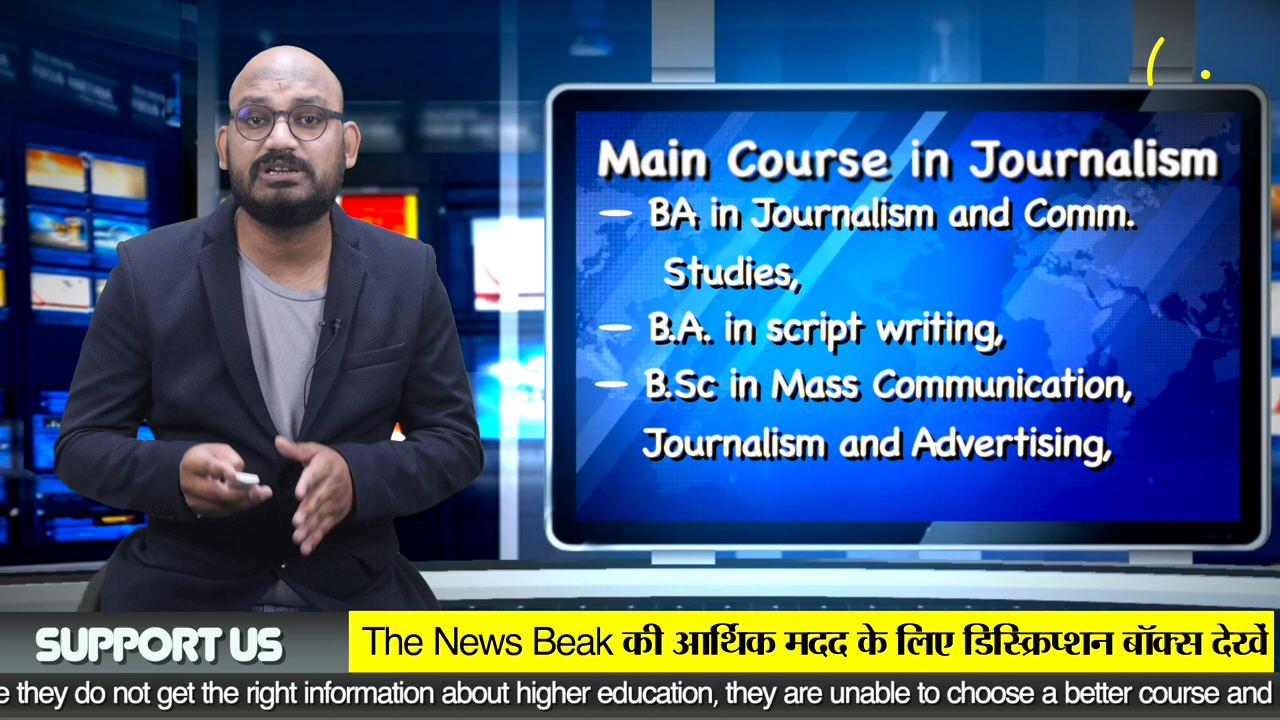 Main Course in Journalism
– BA in Journalism and Comm.
Studies,
– B.A. in script writing,
– B.Sc in Mass Communication,
Journalism and Advertising,
SUPPORT US
The News Beak की आर्थिक मदद के लिए डिस्क्रिप्शन बॉक्स देखें
e they do not get the right information about higher education, they are unable to choose a better course and